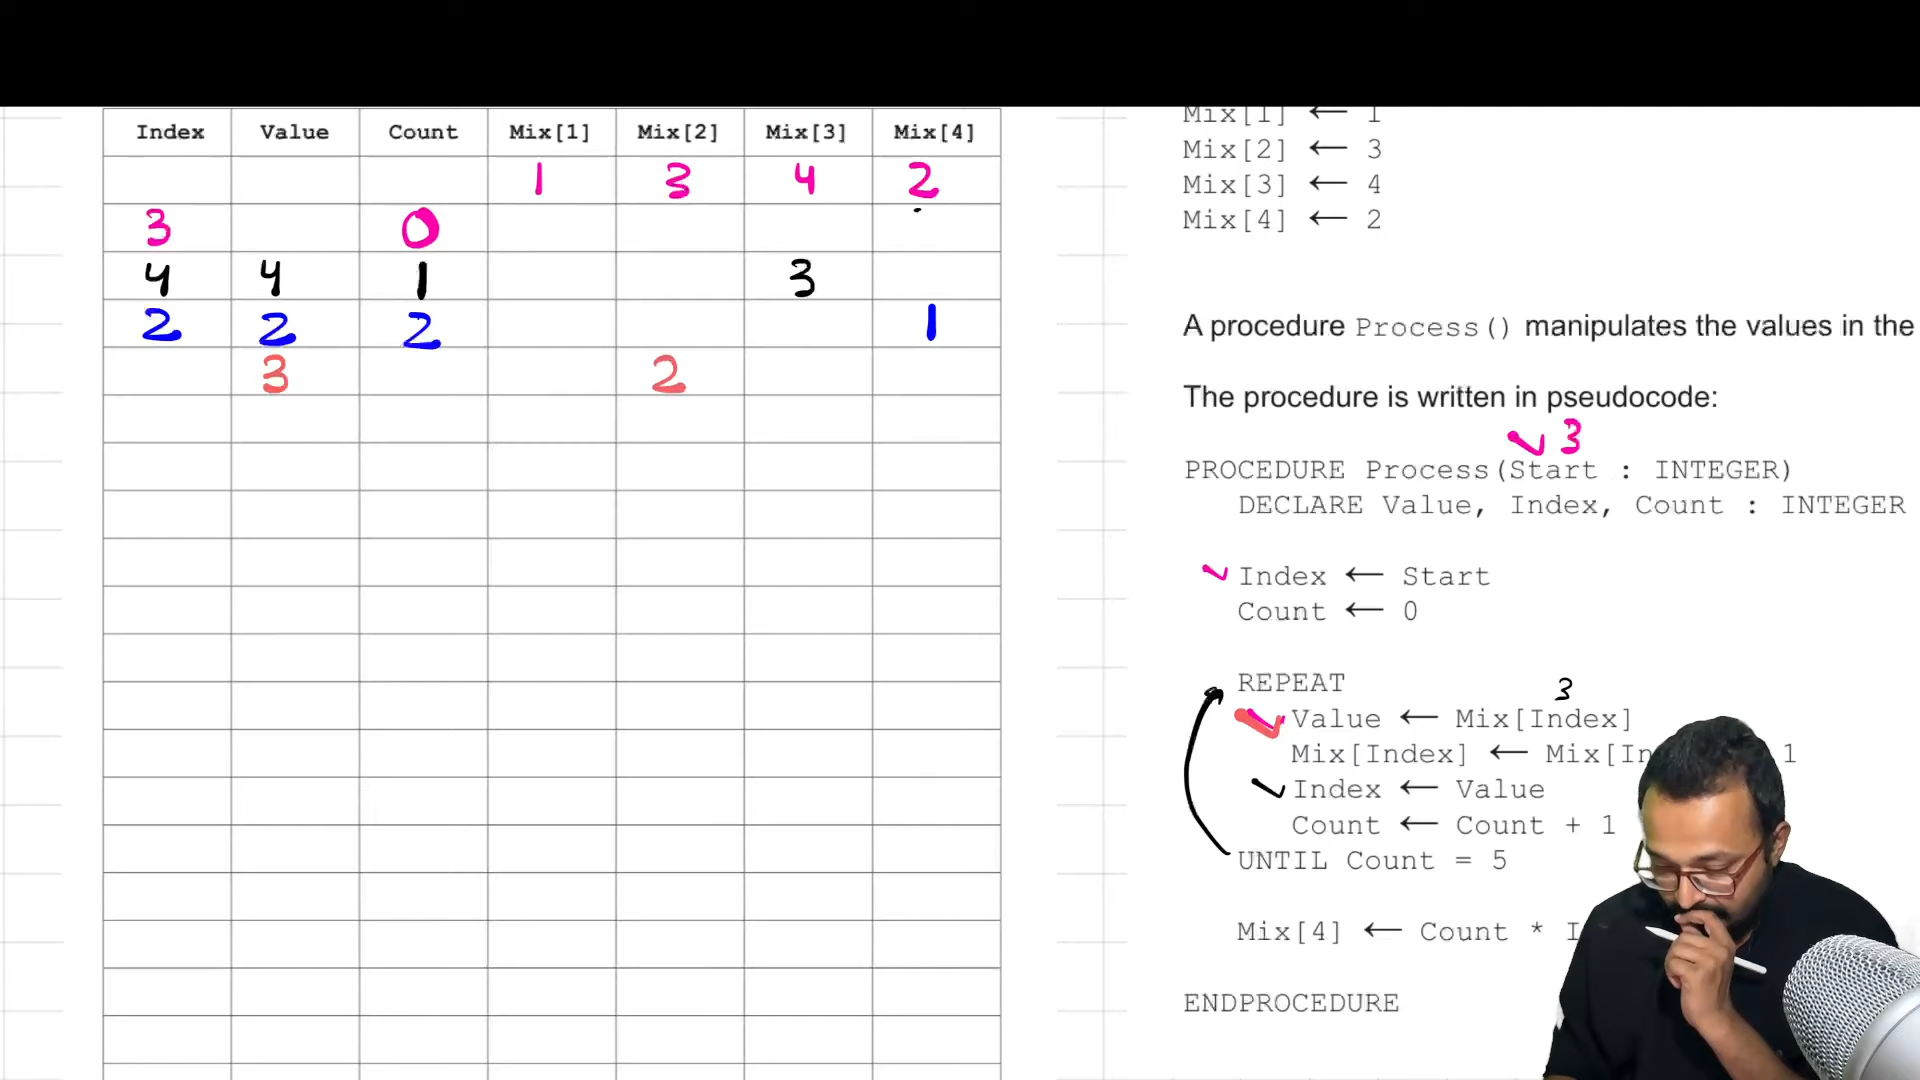 Index Value Count Mix[1] Mix[2] Mix[3] Mix[4]
1 3 4 2
3 0
4 4 1 3
2 2 2 1
3 2
Mix[1] ← 1
Mix[2] ← 3
Mix[3] ← 4
Mix[4] ← 2
A procedure Process() manipulates the values in the
The procedure is written in pseudocode:
3
PROCEDURE Process(Start : INTEGER)
DECLARE Value, Index, Count : INTEGER
Index ← Start
Count ← 0
REPEAT
3
Value ← Mix[Index]
Mix[Index] ← Mix[In 1
Index ← Value
Count ← Count + 1
UNTIL Count = 5
Mix[4] ← Count * I
ENDPROCEDURE